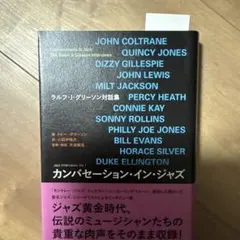 JOHN COLTRANE
QUINCY JONES
DIZZY GILLESPIE
JOHN LEWIS
MILT JACKSON
ラルフ・J・グリーソン対話集
PERCY HEATH
CONNIE KAY
SONNY ROLLINS
PHILLY JOE JONES
BILL EVANS
HORACE SILVER
DUKE ELLINGTON
カンバセーション・イン・ジャズ
ジャズ黄金時代、
伝説のミュージシャンたちの
貴重な肉声をそのまま収録!